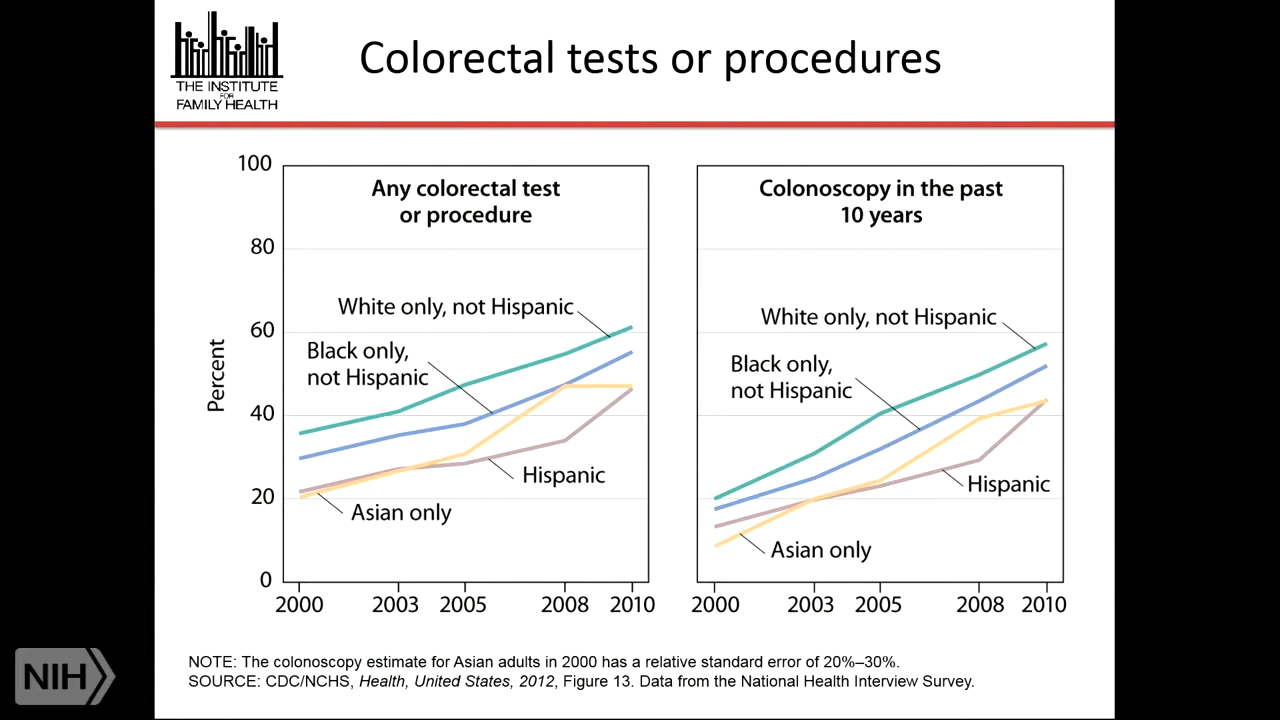 THE INSTITUTE
FOR
FAMILY HEALTH
Colorectal tests or procedures
Percent
100
80
60
40
20
0
Any colorectal test
or procedure
White only, not Hispanic
Black only,
not Hispanic
Hispanic
Asian only
2000 2003 2005 2008 2010
Colonoscopy in the past
10 years
White only, not Hispanic
Black only,
not Hispanic
Hispanic
Asian only
2000 2003 2005 2008 2010
NOTE: The colonoscopy estimate for Asian adults in 2000 has a relative standard error of 20%–30%.
SOURCE: CDC/NCHS, Health, United States, 2012, Figure 13. Data from the National Health Interview Survey.
NIH